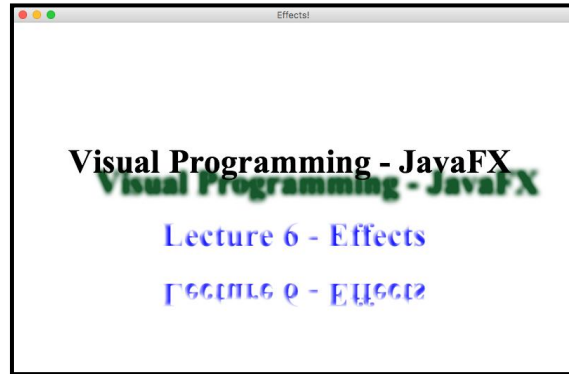 Effects!
Visual Programming - JavaFX
Visual Programming - JavaFX
Lecture 6 - Effects
Lecture 6 - Effects